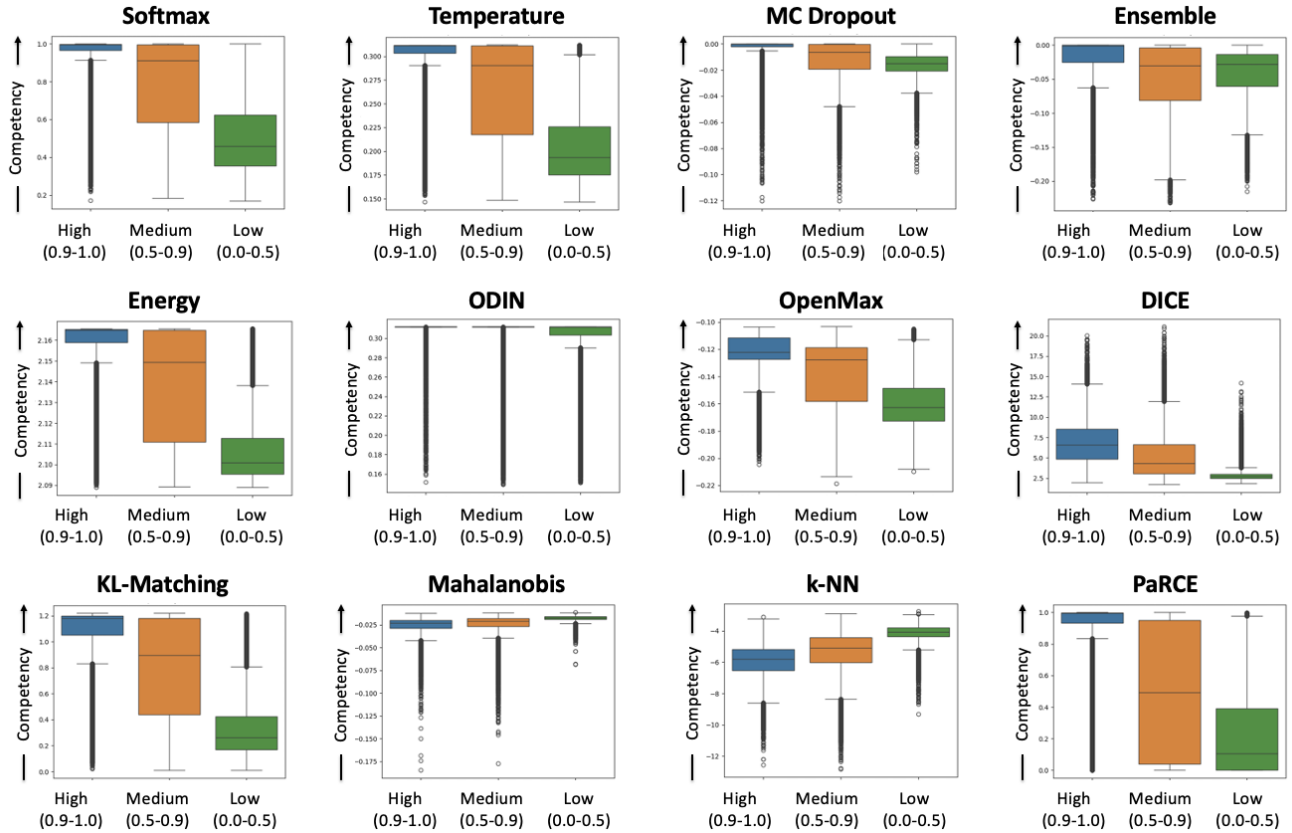 Softmax
Temperature
MC Dropout
Ensemble
Competency
1.0
0.8
0.6
0.4
0.2
High
(0.9-1.0)
Medium
(0.5-0.9)
Low
(0.0-0.5)
Competency
0.300
0.275
0.250
0.225
0.200
0.175
0.150
High
(0.9-1.0)
Medium
(0.5-0.9)
Low
(0.0-0.5)
Competency
0.00
−0.02
−0.04
−0.06
−0.08
−0.10
−0.12
High
(0.9-1.0)
Medium
(0.5-0.9)
Low
(0.0-0.5)
Competency
0.00
−0.05
−0.10
−0.15
−0.20
High
(0.9-1.0)
Medium
(0.5-0.9)
Low
(0.0-0.5)
Energy
ODIN
OpenMax
DICE
Competency
2.16
2.15
2.14
2.13
2.12
2.11
2.10
2.09
High
(0.9-1.0)
Medium
(0.5-0.9)
Low
(0.0-0.5)
Competency
0.30
0.28
0.26
0.24
0.22
0.20
0.18
0.16
High
(0.9-1.0)
Medium
(0.5-0.9)
Low
(0.0-0.5)
Competency
−0.10
−0.12
−0.14
−0.16
−0.18
−0.20
−0.22
High
(0.9-1.0)
Medium
(0.5-0.9)
Low
(0.0-0.5)
Competency
20.0
17.5
15.0
12.5
10.0
7.5
5.0
2.5
High
(0.9-1.0)
Medium
(0.5-0.9)
Low
(0.0-0.5)
KL-Matching
Mahalanobis
k-NN
PaRCE
Competency
1.2
1.0
0.8
0.6
0.4
0.2
0.0
High
(0.9-1.0)
Medium
(0.5-0.9)
Low
(0.0-0.5)
Competency
−0.025
−0.050
−0.075
−0.100
−0.125
−0.150
−0.175
High
(0.9-1.0)
Medium
(0.5-0.9)
Low
(0.0-0.5)
Competency
−4
−6
−8
−10
−12
High
(0.9-1.0)
Medium
(0.5-0.9)
Low
(0.0-0.5)
Competency
1.0
0.8
0.6
0.4
0.2
0.0
High
(0.9-1.0)
Medium
(0.5-0.9)
Low
(0.0-0.5)